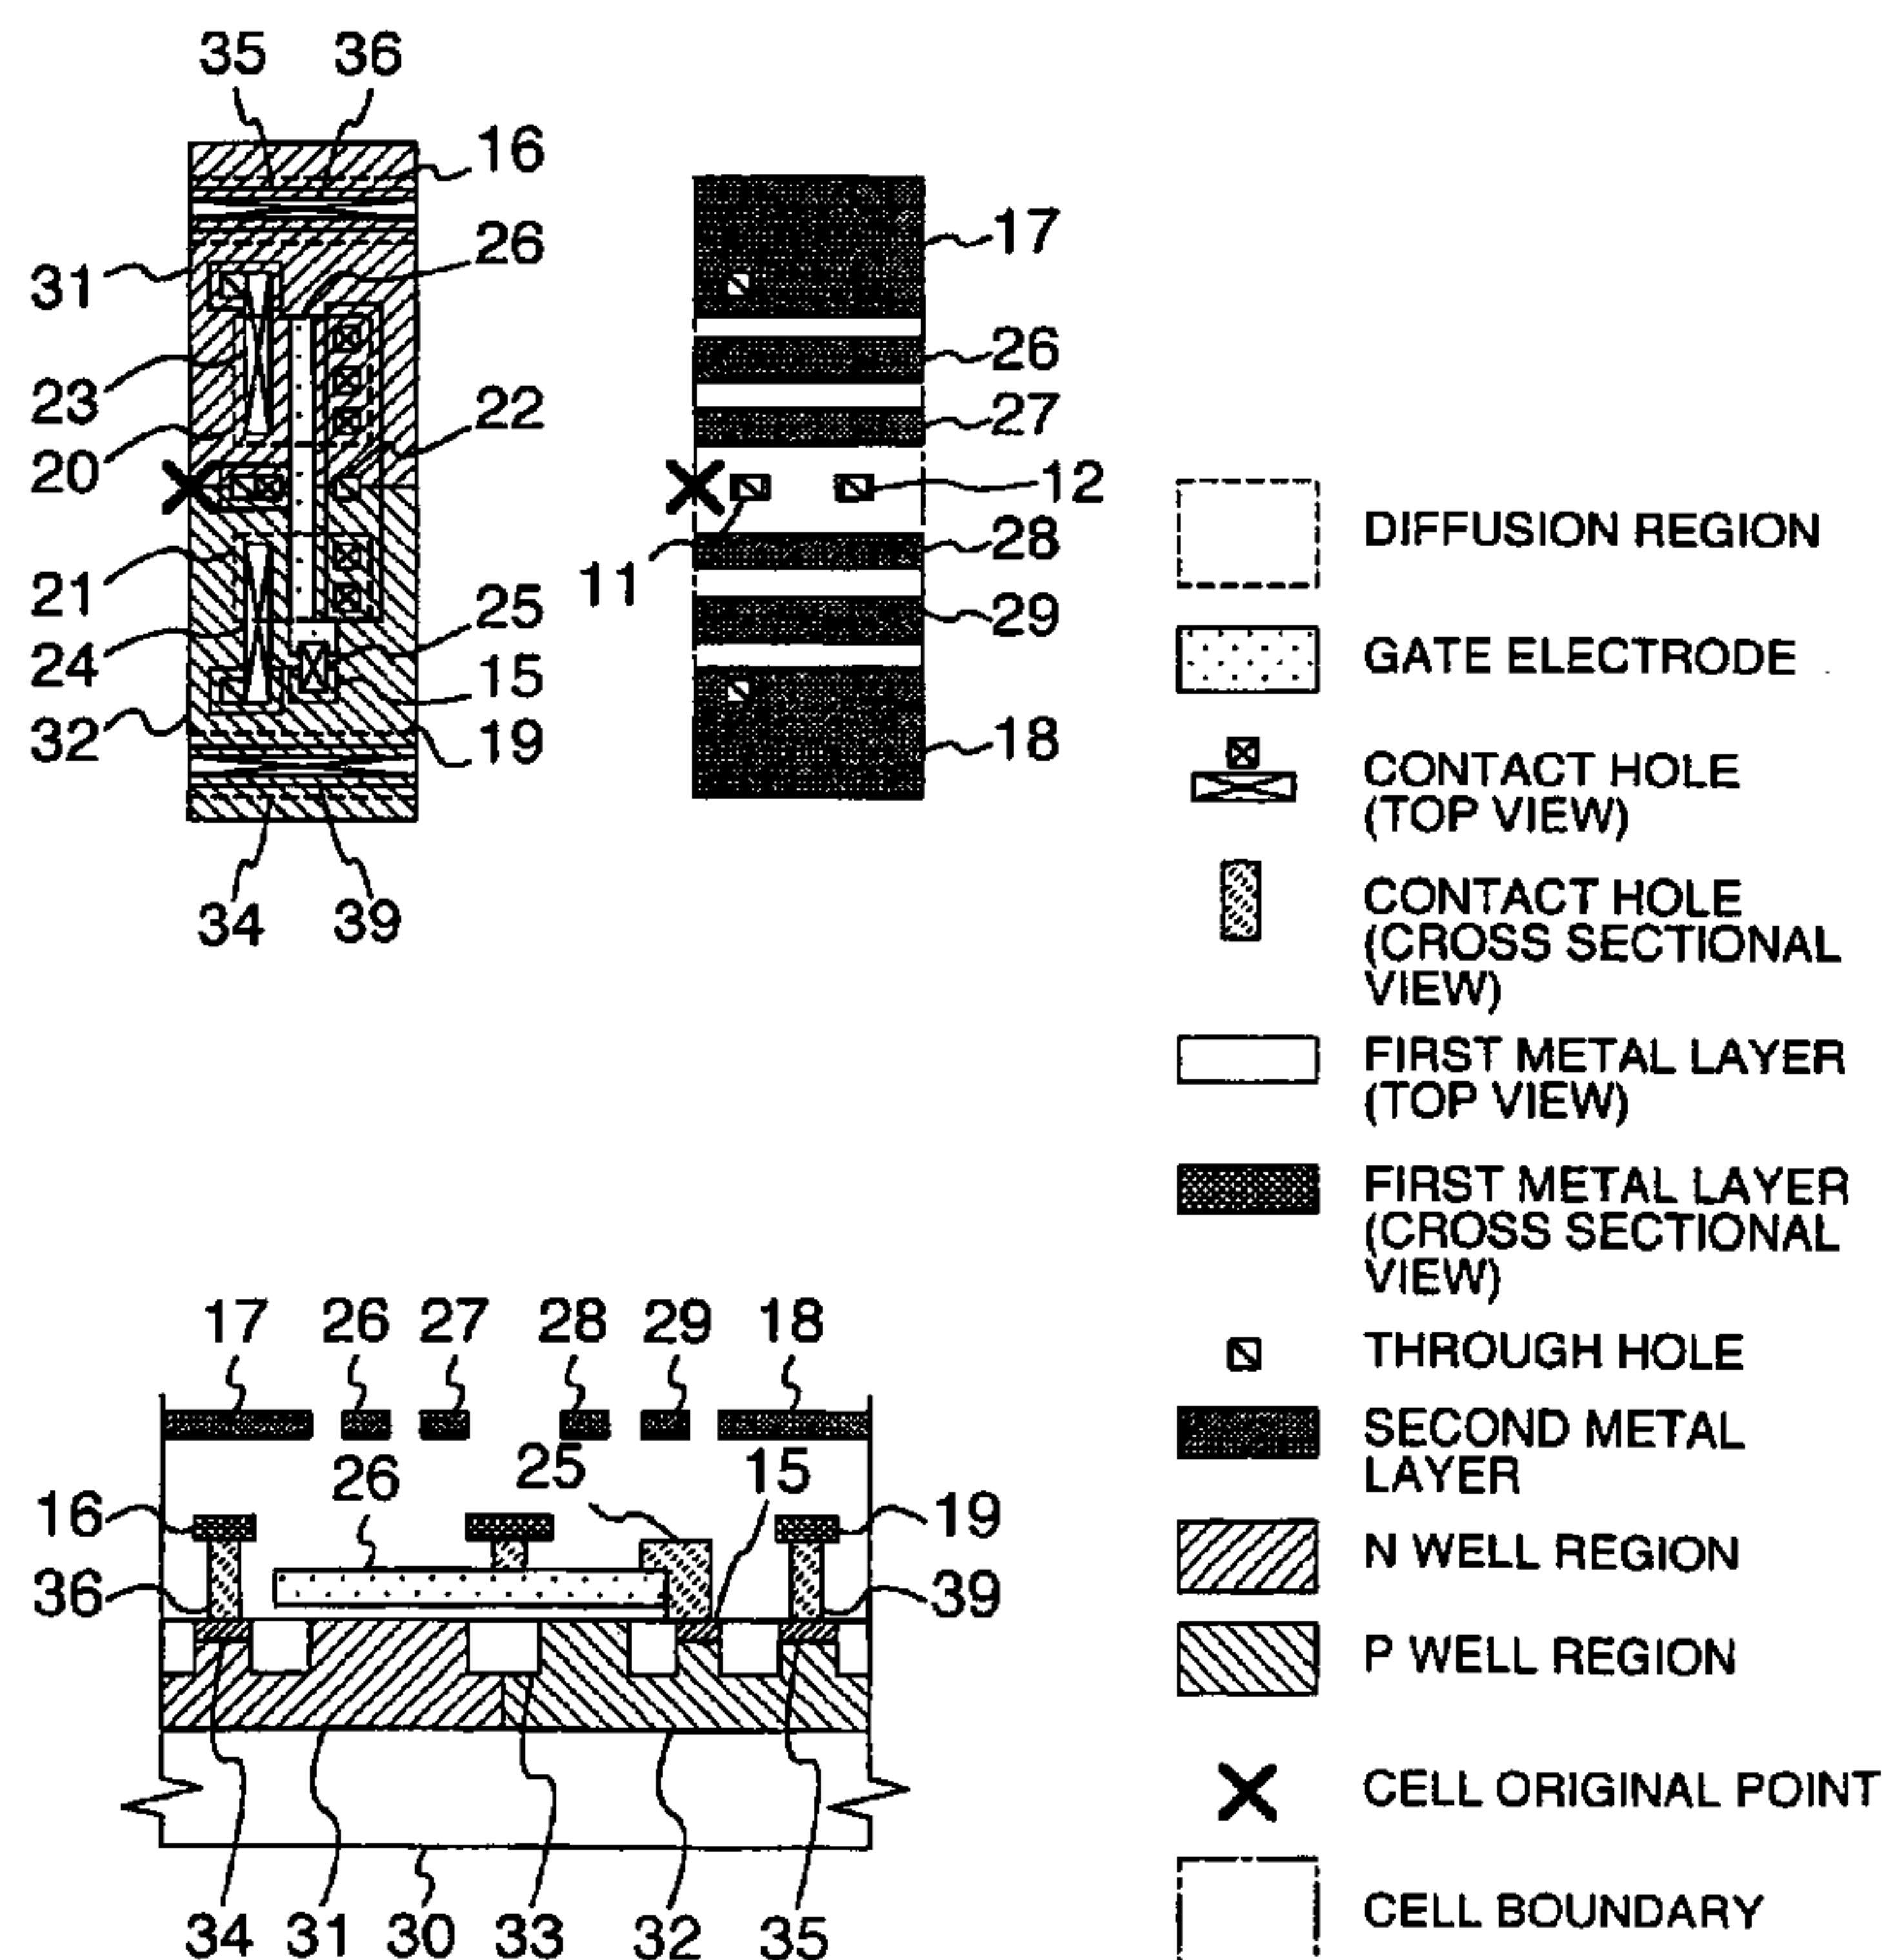 35 36
16
26
31
23
22
20
21
25
24
15
32
19
34 39
17
26
27
12
11
28
29
18
DIFFUSION REGION
GATE ELECTRODE
CONTACT HOLE
(TOP VIEW)
CONTACT HOLE
(CROSS SECTIONAL
VIEW)
FIRST METAL LAYER
(TOP VIEW)
FIRST METAL LAYER
(CROSS SECTIONAL
VIEW)
THROUGH HOLE
SECOND METAL
LAYER
N WELL REGION
P WELL REGION
CELL ORIGINAL POINT
CELL BOUNDARY
17 26 27 28 29 18
26 25 15
16 19
36 39
34 31 30 33 32 35